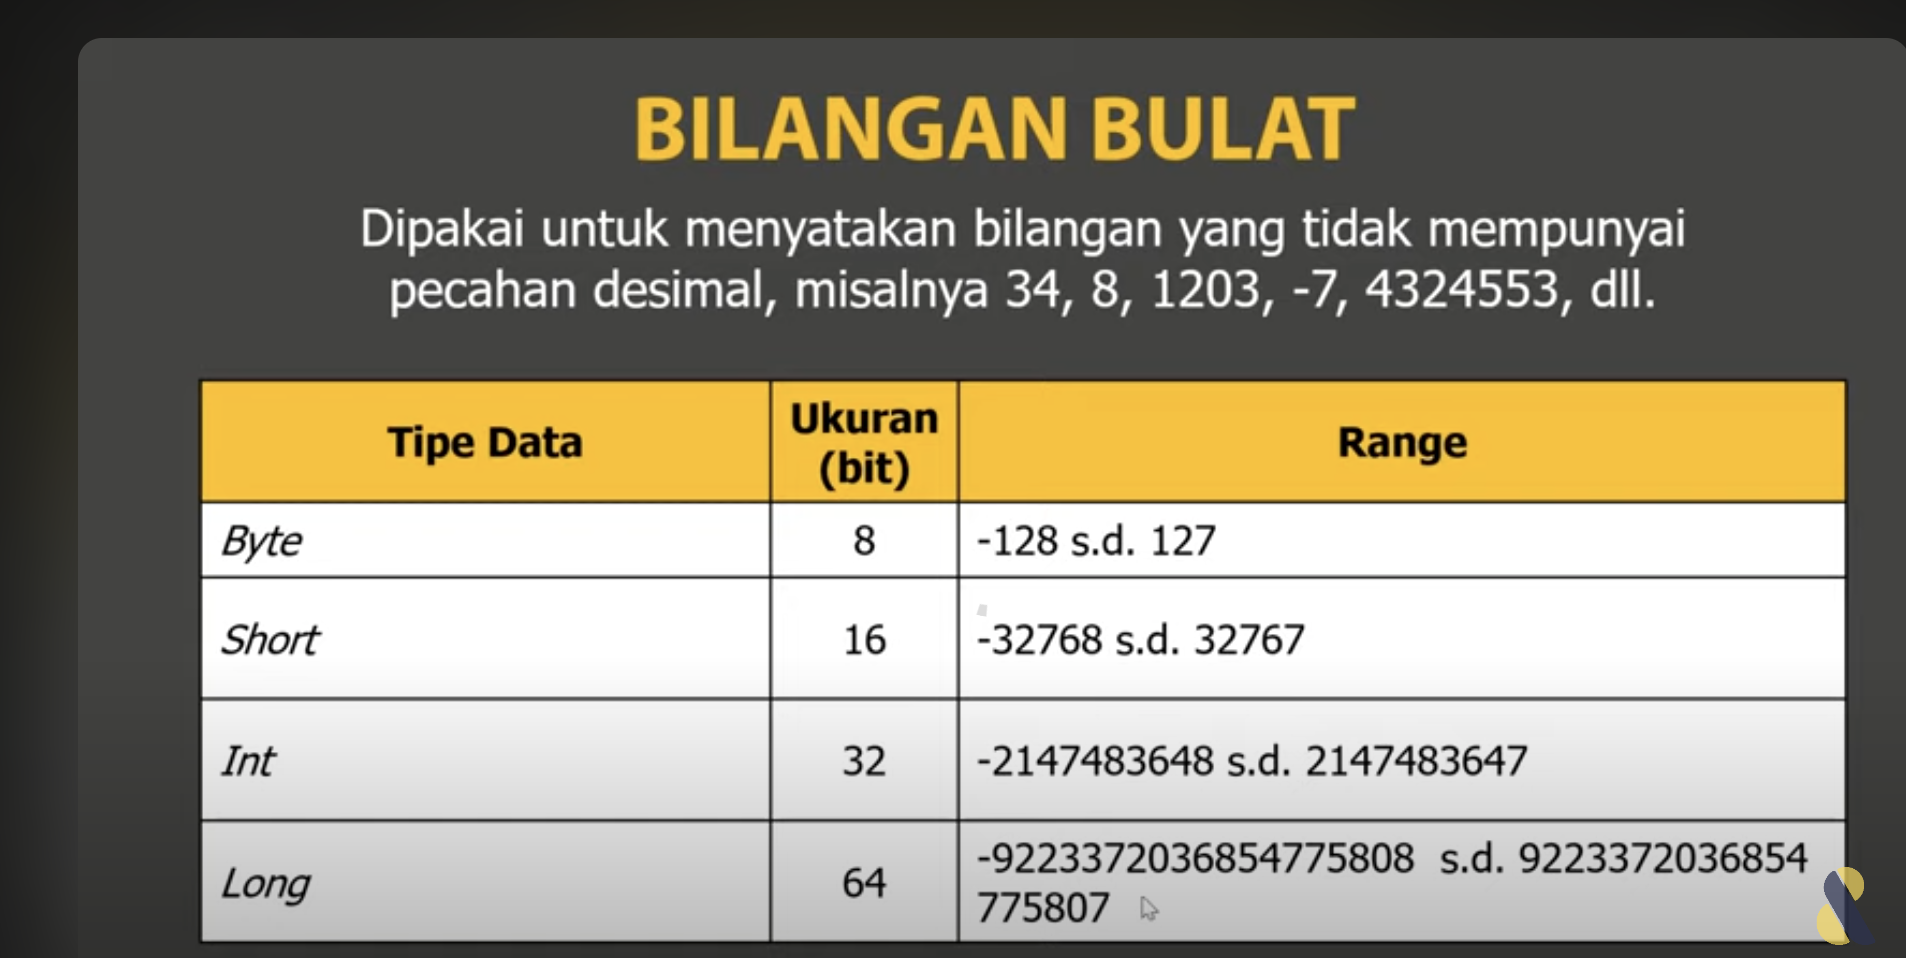 BILANGAN BULAT
Dipakai untuk menyatakan bilangan yang tidak mempunyai
pecahan desimal, misalnya 34, 8, 1203, -7, 4324553, dll.
Tipe Data
Ukuran
(bit)
Range
Byte
8
-128 s.d. 127
Short
16
-32768 s.d. 32767
Int
32
-2147483648 s.d. 2147483647
Long
64
-9223372036854775808 s.d. 9223372036854
775807